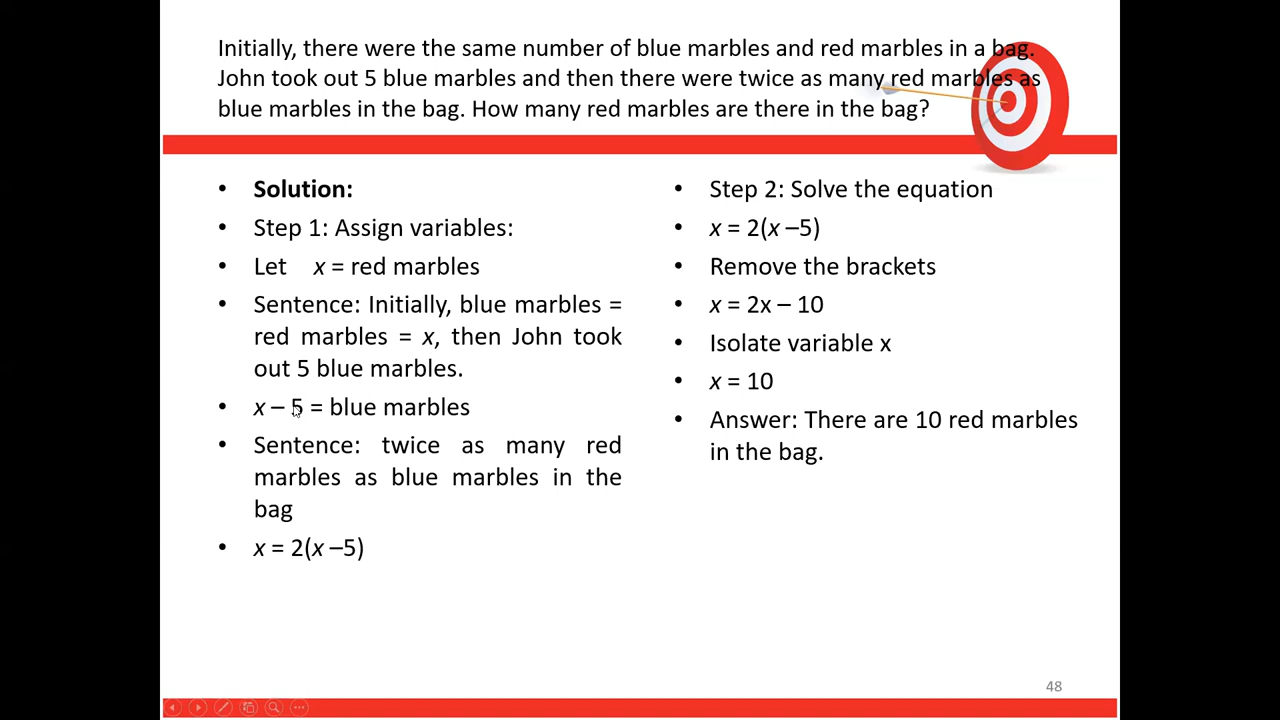 Initially, there were the same number of blue marbles and red marbles in a bag.
John took out 5 blue marbles and then there were twice as many red marbles as
blue marbles in the bag. How many red marbles are there in the bag?
• Solution:
• Step 1: Assign variables:
• Let x = red marbles
• Sentence: Initially, blue marbles =
red marbles = x, then John took
out 5 blue marbles.
• x – 5 = blue marbles
• Sentence: twice as many red
marbles as blue marbles in the
bag
• x = 2(x –5)
• Step 2: Solve the equation
• x = 2(x –5)
• Remove the brackets
• x = 2x – 10
• Isolate variable x
• x = 10
• Answer: There are 10 red marbles
in the bag.
48